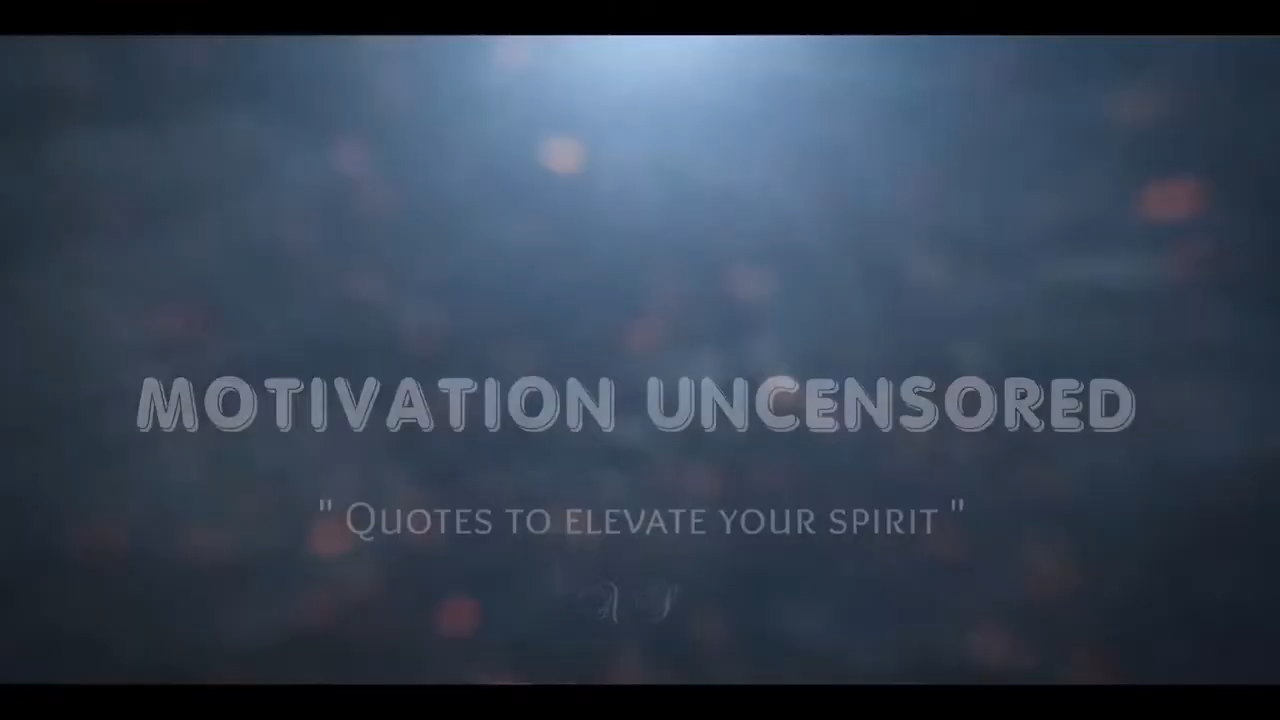 MOTIVATION UNCENSORED
" QUOTES TO ELEVATE YOUR SPIRIT "